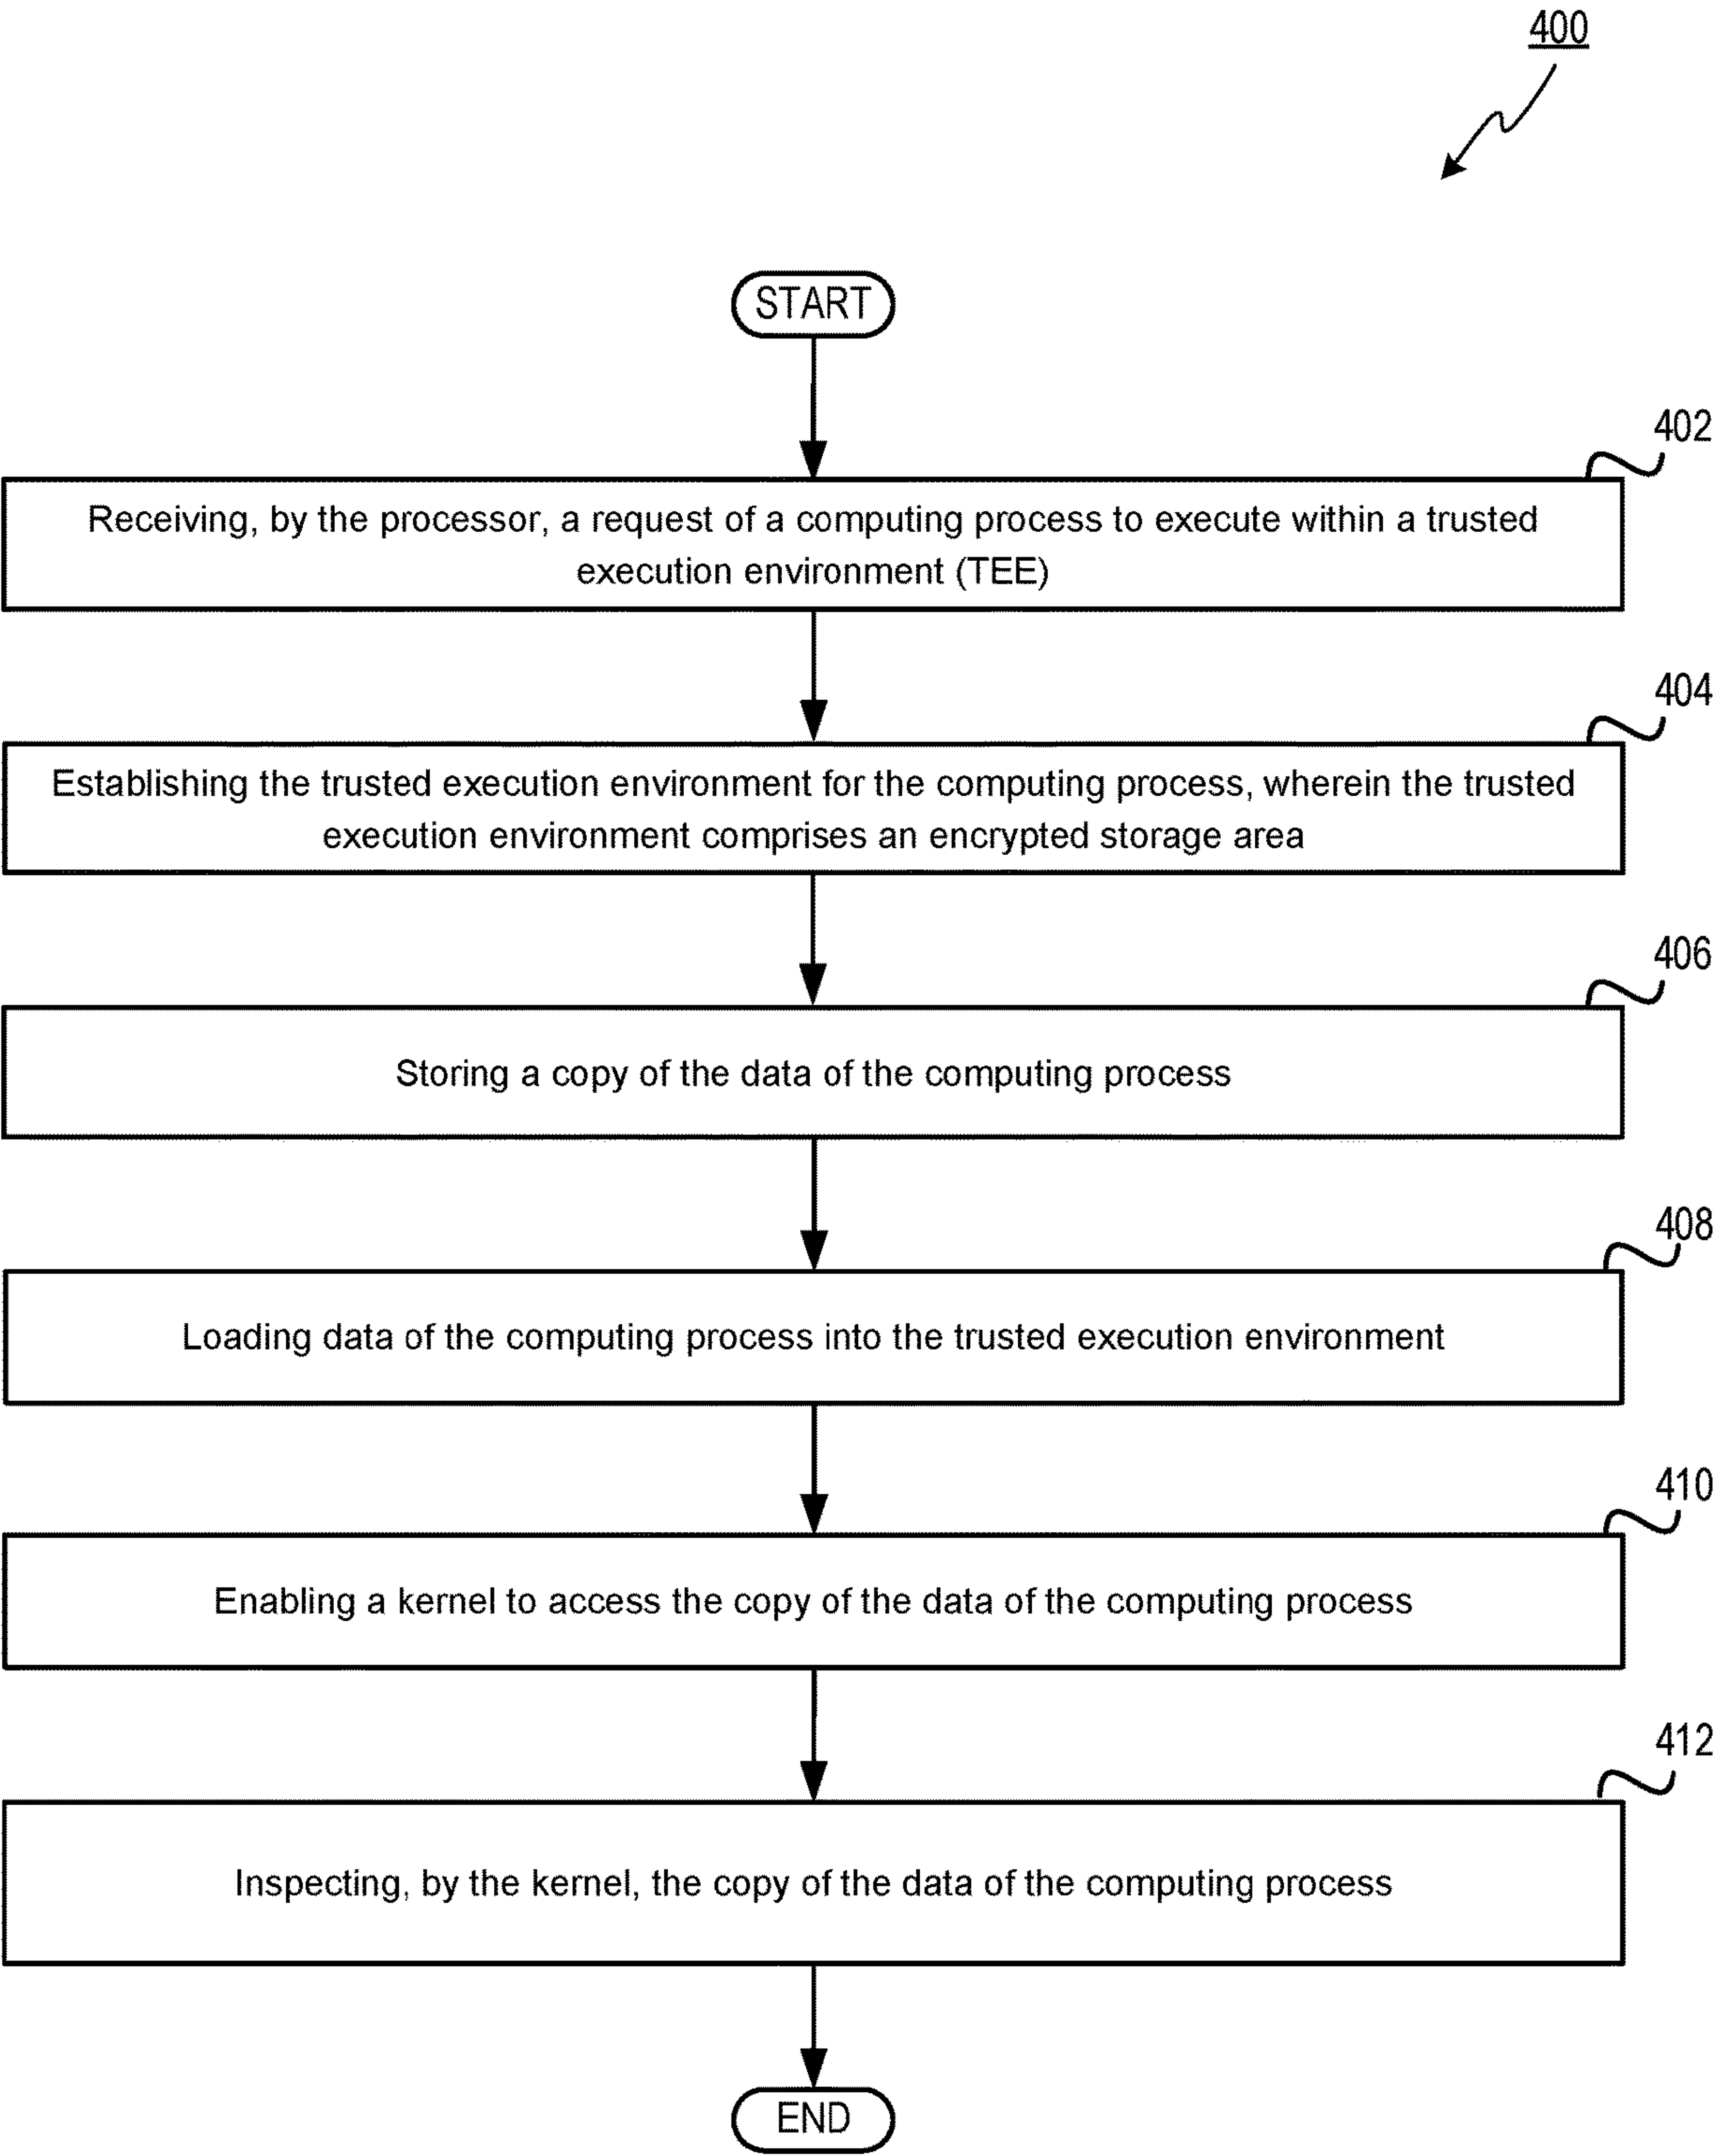 400
START
402
Receiving, by the processor, a request of a computing process to execute within a trusted
execution environment (TEE)
404
Establishing the trusted execution environment for the computing process, wherein the trusted
execution environment comprises an encrypted storage area
406
Storing a copy of the data of the computing process
408
Loading data of the computing process into the trusted execution environment
410
Enabling a kernel to access the copy of the data of the computing process
412
Inspecting, by the kernel, the copy of the data of the computing process
END